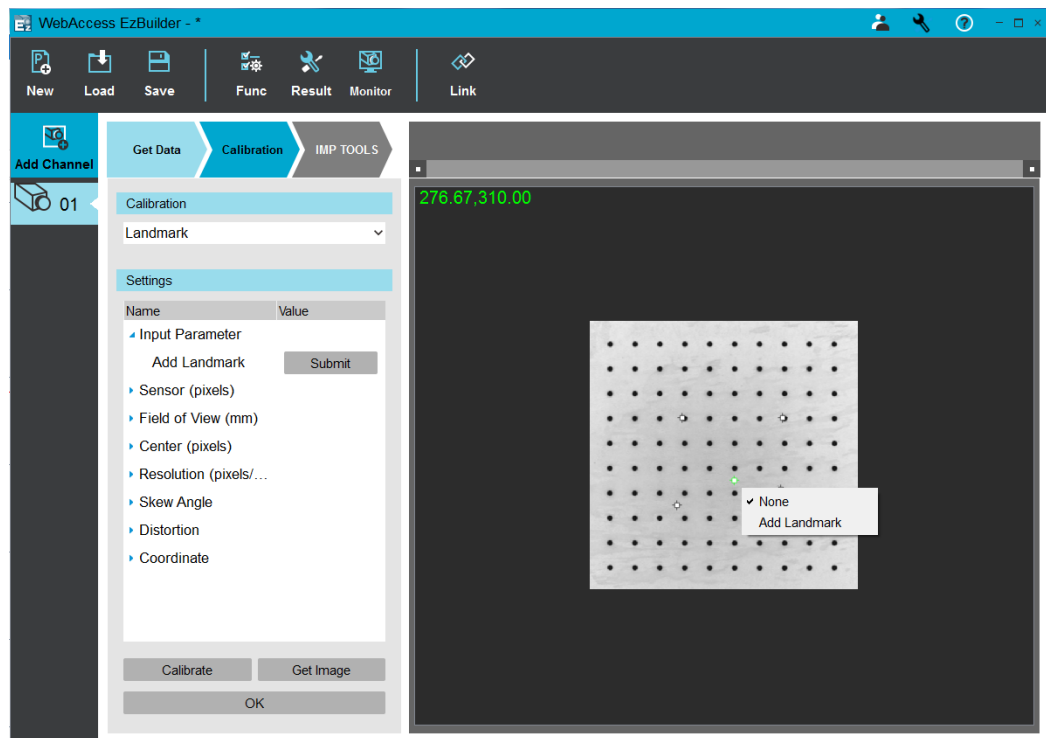 WebAccess EzBuilder - *
New Load Save Func Result Monitor Link
Add Channel
01
Get Data Calibration IMP TOOLS
Calibration
Landmark
Settings
Name Value
Input Parameter
Add Landmark Submit
Sensor (pixels)
Field of View (mm)
Center (pixels)
Resolution (pixels/…
Skew Angle
Distortion
Coordinate
Calibrate Get Image
OK
276.67,310.00
None
Add Landmark